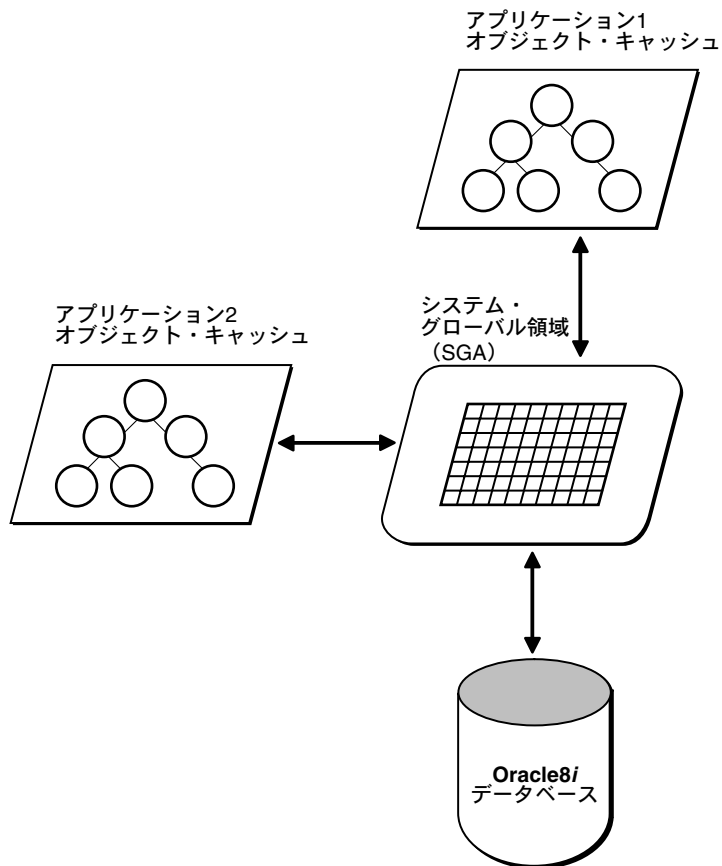 アプリケーション1
オブジェクト・キャッシュ
アプリケーション2
オブジェクト・キャッシュ
システム・
グローバル領域
（SGA）
Oracle8i
データベース